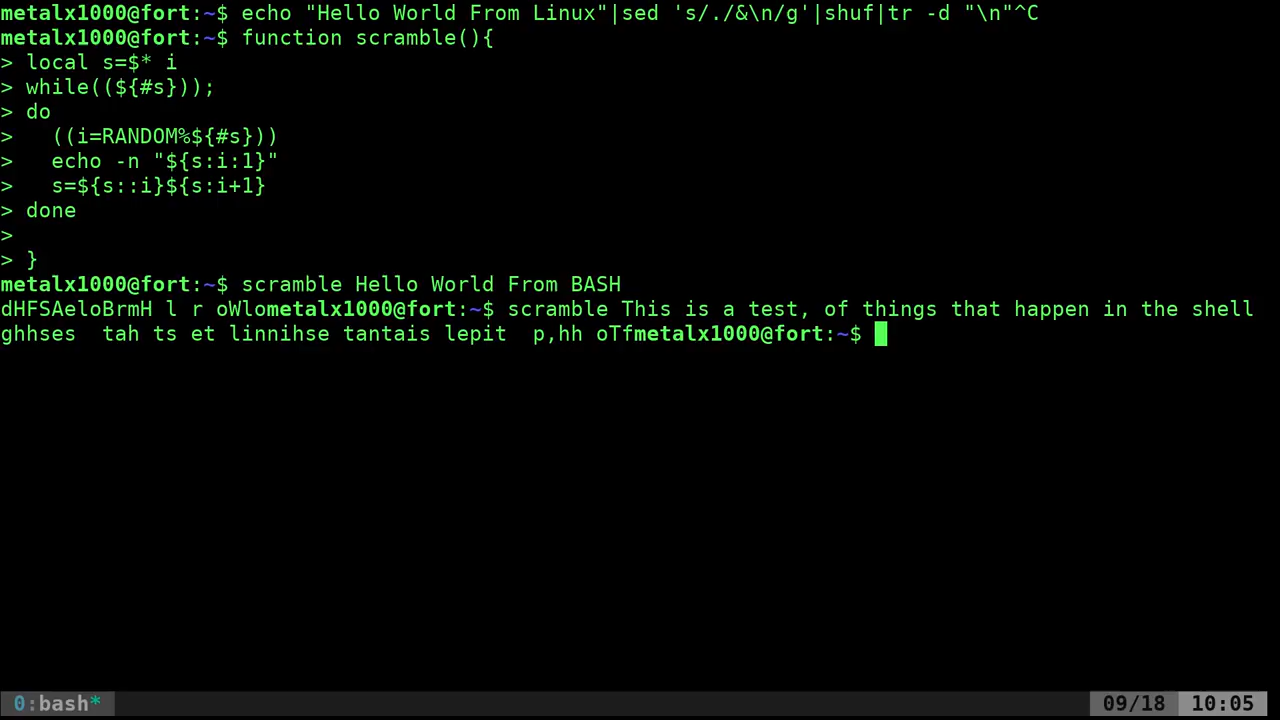 metalx1000@fort:~$ echo "Hello World From Linux"|sed 's/./&\n/g'|shuf|tr -d "\n"^C
metalx1000@fort:~$ function scramble(){
> local s=$* i
> while((${#s}));
> do
>   ((i=RANDOM%${#s}))
>   echo -n "${s:i:1}"
>   s=${s::i}${s:i+1}
> done
>
> }
metalx1000@fort:~$ scramble Hello World From BASH
dHFSAeloBrmH l r oWlometalx1000@fort:~$ scramble This is a test, of things that happen in the shell
ghhses  tah ts et linnihse tantais lepit  p,hh oTfmetalx1000@fort:~$
0:bash* 09/18 10:05